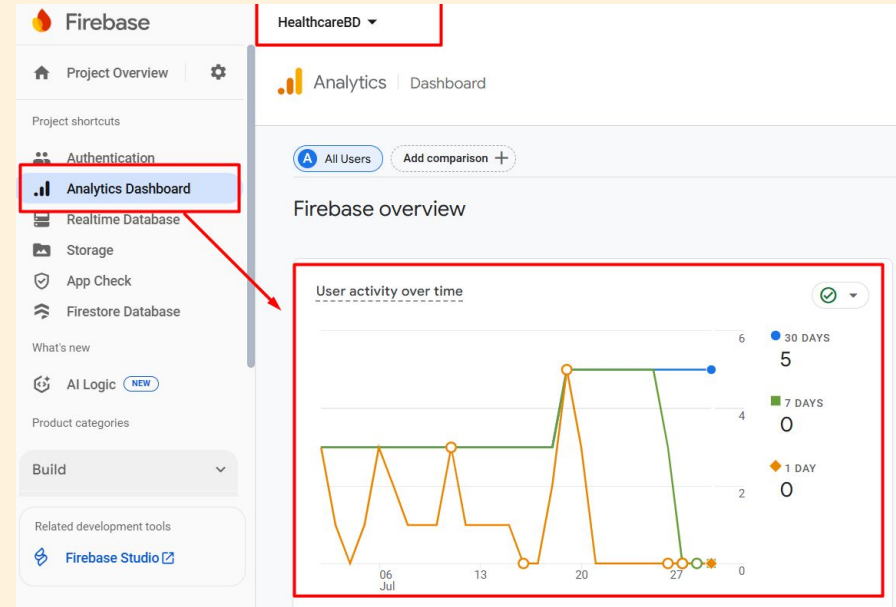 Firebase
HealthcareBD
Project Overview
Analytics Dashboard
Project shortcuts
Authentication
Analytics Dashboard
Realtime Database
Storage
App Check
Firestore Database
What's new
AI Logic NEW
Product categories
Build
Related development tools
Firebase Studio
A All Users
Add comparison +
Firebase overview
User activity over time
6
4
2
0
06
Jul
13
20
27
30 DAYS
5
7 DAYS
0
1 DAY
0